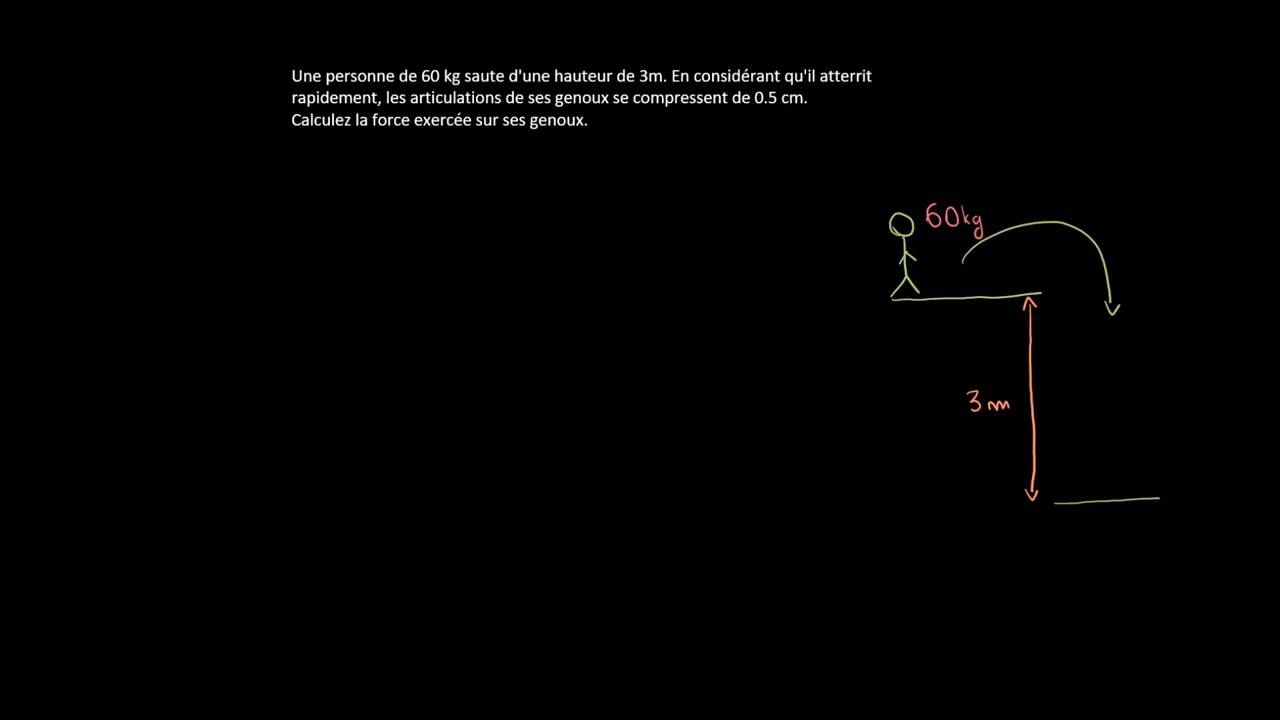 Une personne de 60 kg saute d'une hauteur de 3m. En considérant qu'il atterrit
rapidement, les articulations de ses genoux se compressent de 0.5 cm.
Calculez la force exercée sur ses genoux.
60kg
3 m